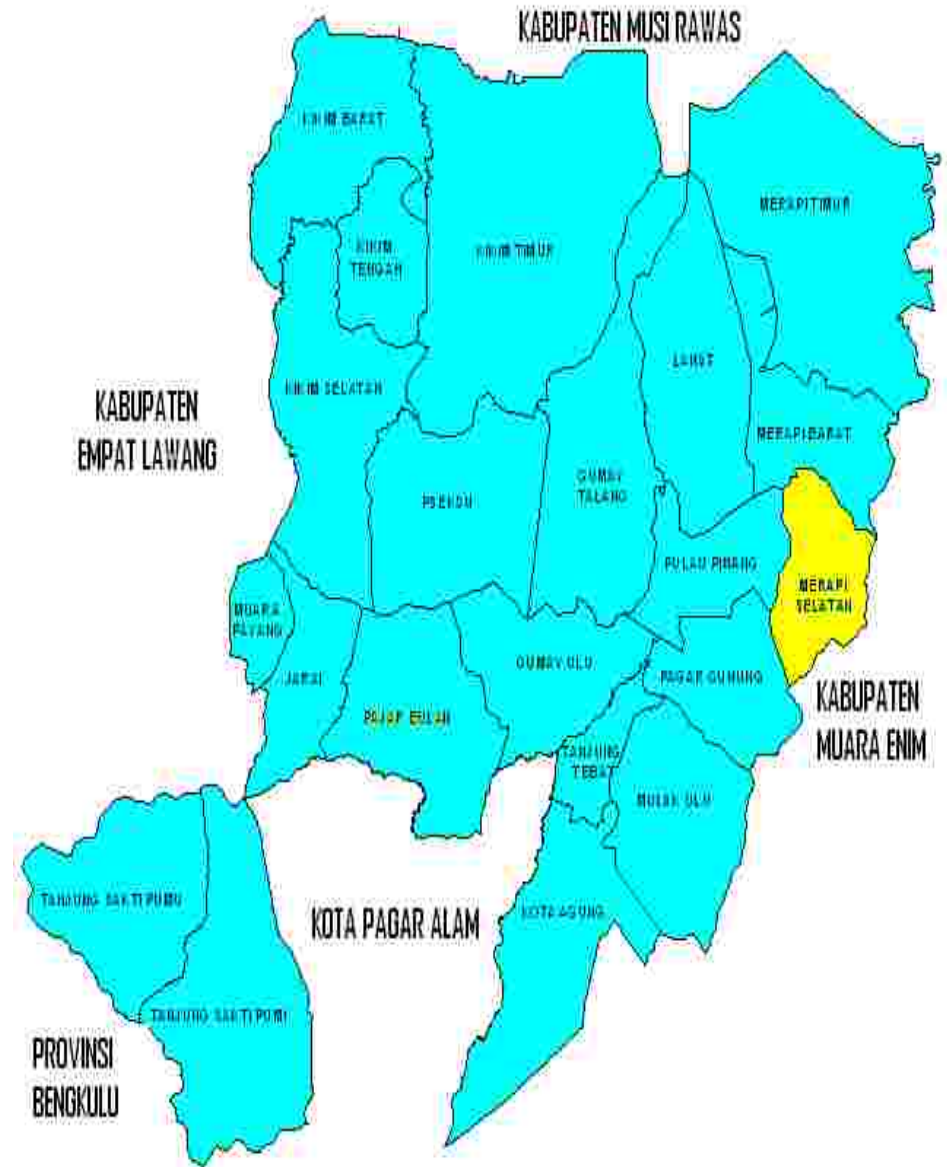 KABUPATEN MUSI RAWAS
KIKIM BARAT
MERAPI TIMUR
KIKIM
TENGAH
KIKIM TIMUR
LAHAT
KIKIM SELATAN
KABUPATEN
EMPAT LAWANG
MERAPI BARAT
GUMAY
TALANG
PSEKSU
PULAU PINANG
MERAPI
SELATAN
MUARA
PAYANG
JARAI
GUMAY ULU
PAGAR GUNUNG
PAJAR BULAN
KABUPATEN
MUARA ENIM
TANJUNG
TEBAT
MULAK ULU
TANJUNG SAKTI PUMU
KOTA PAGAR ALAM
KOTA AGUNG
TANJUNG SAKTI PUMI
PROVINSI
BENGKULU